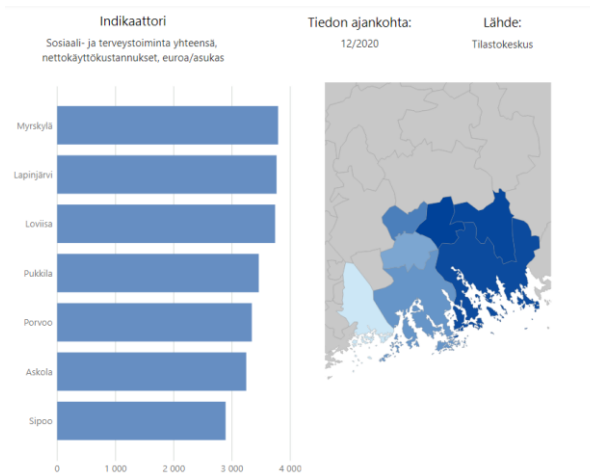 Indikaattori
Tiedon ajankohta:
Lähde:
Sosiaali- ja terveystoiminta yhteensä,
nettokäyttökustannukset, euroa/asukas
12/2020
Tilastokeskus
Myrskylä
Lapinjärvi
Loviisa
Pukkila
Porvoo
Askola
Sipoo
0 1 000 2 000 3 000 4 000